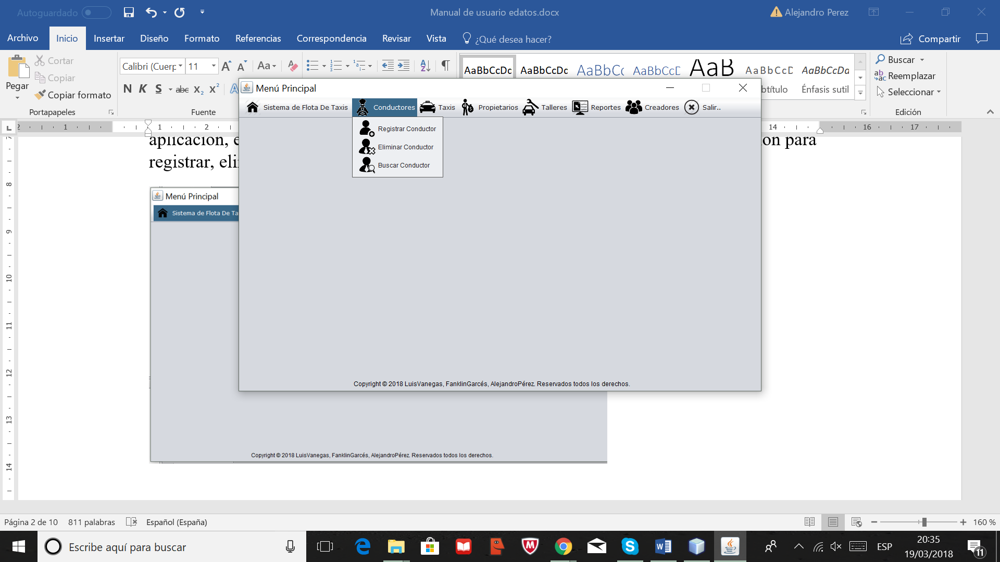 Autoguardado
Manual de usuario edatos.docx
Alejandro Perez
Archivo Inicio Insertar Diseño Formato Referencias Correspondencia Revisar Vista ¿Qué desea hacer? Compartir
Pegar
Cortar
Copiar
Copiar formato
Portapapeles
Calibri (Cuerp 11
N K S abc X₂ X²
Fuente
AaBbCcDc AaBbCcDc AaBbCc AaBbCcD AaB AaBbCcD AaBbCcDa
btítulo Énfasis sutil
Buscar
Reemplazar
Seleccionar
Edición
2 1 1 2 14 16 17
Menú Principal
Sistema de Flota De Taxis Conductores Taxis Propietarios Talleres Reportes Creadores Salir..
Registrar Conductor
Eliminar Conductor
Buscar Conductor
Copyright © 2018 LuisVanegas, FanklinGarcés, AlejandroPérez. Reservados todos los derechos.
aplicación, e
ón para
registrar, eli
Menú Principal
Sistema de Flota De Ta
Copyright © 2018 LuisVanegas, FanklinGarcés, AlejandroPérez. Reservados todos los derechos.
7
8
9
10
11
12
13
14
Página 2 de 10 811 palabras Español (España) 160 %
Escribe aquí para buscar
ESP
20:35
19/03/2018
11